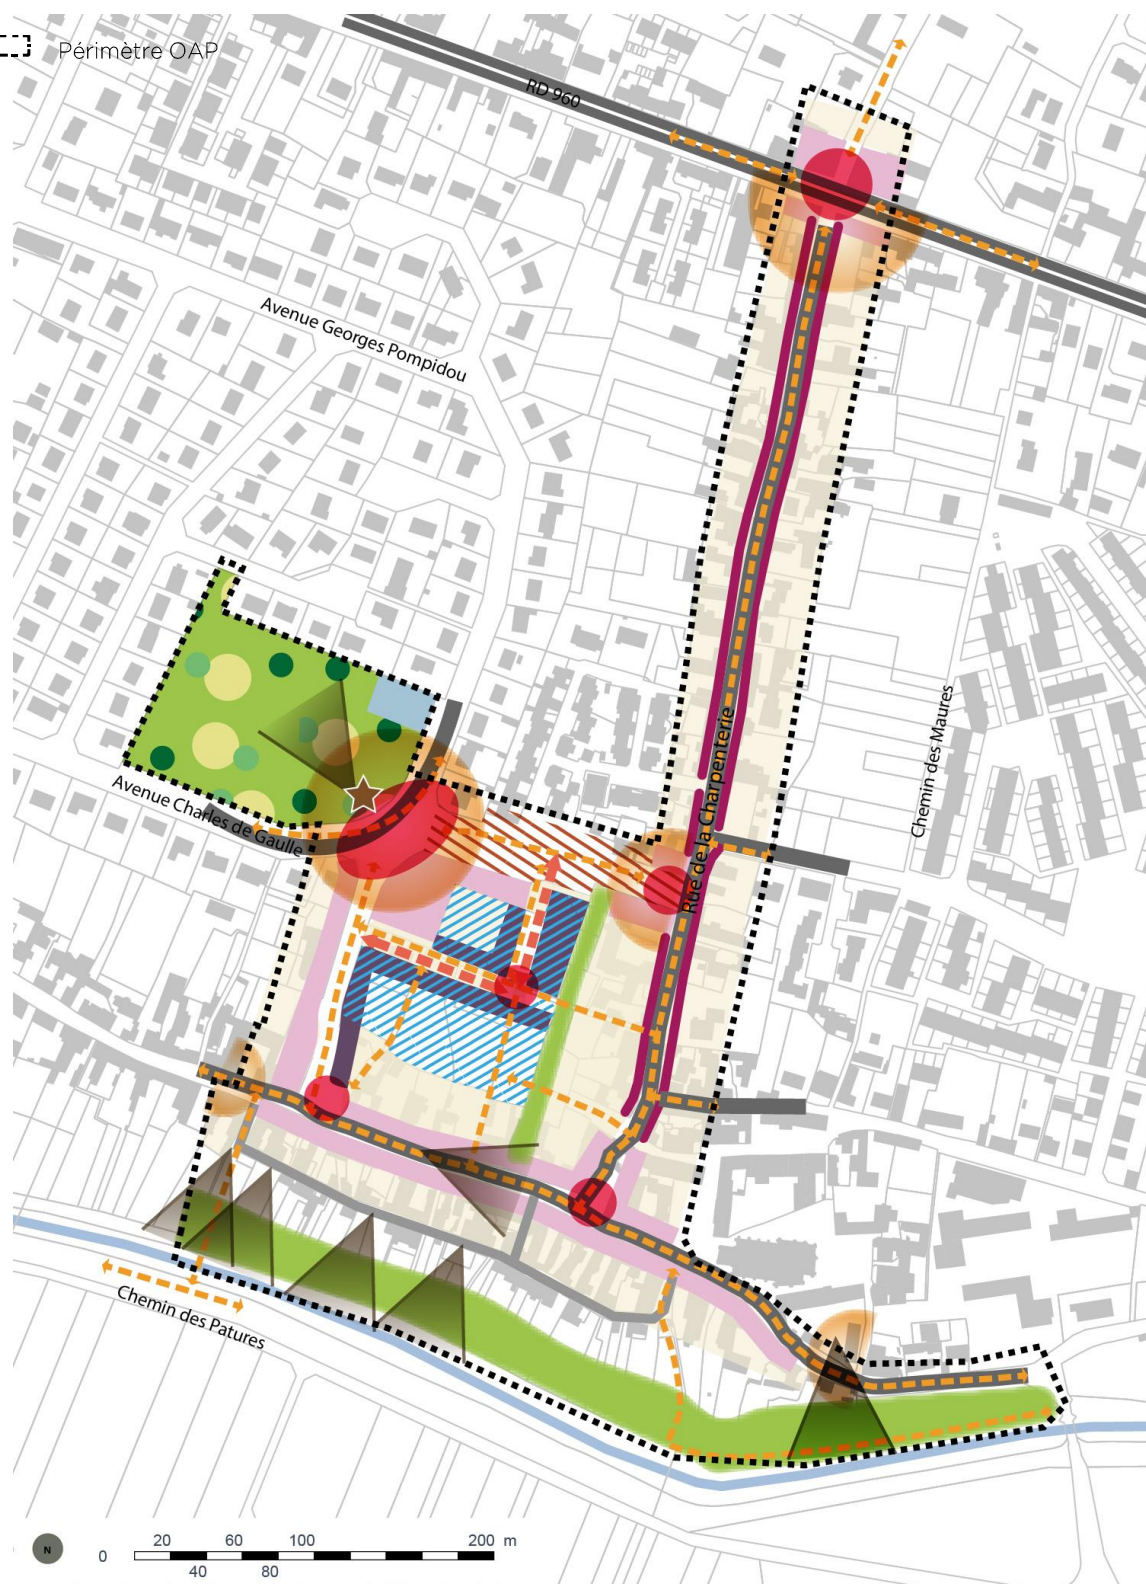 Périmètre OAP
RD 960
Avenue Georges Pompidou
Rue de la Charpenterie
Chemin des Maures
Avenue Charles de Gaulle
Chemin des Patures
N
0 20 60 100 200 m
40 80